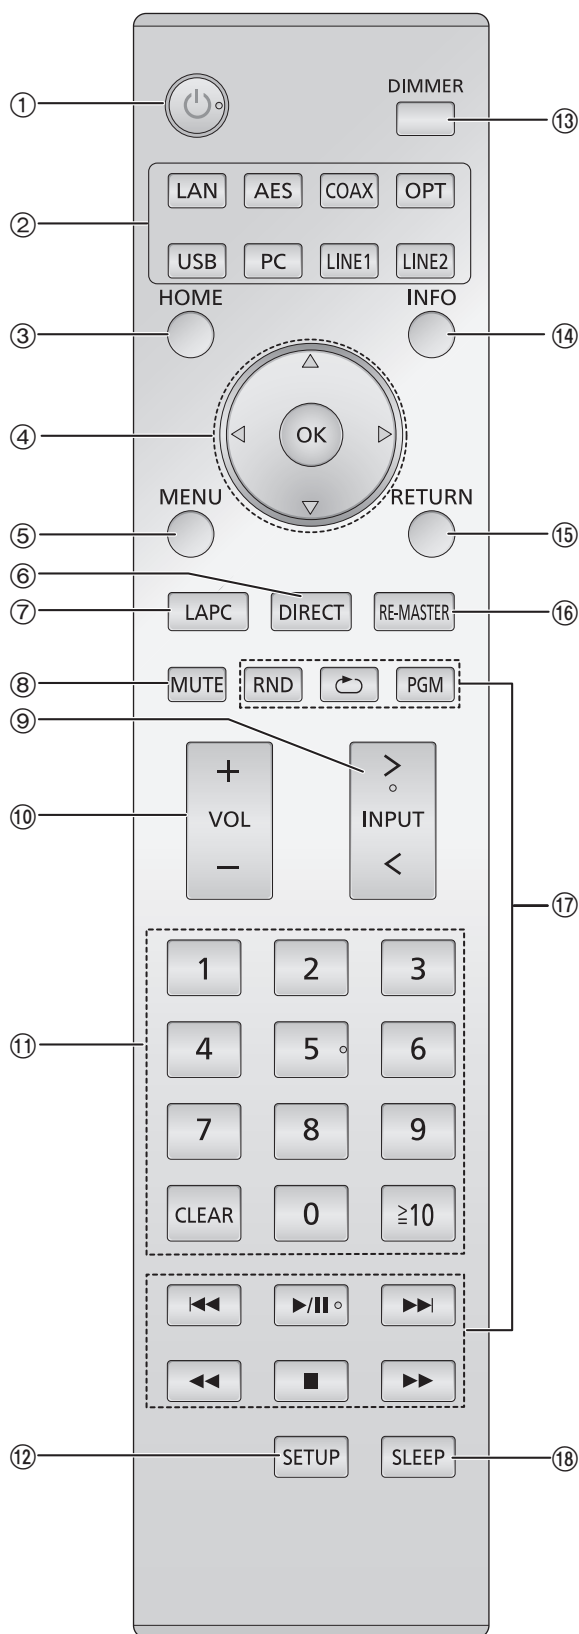 ①
DIMMER
⑬
LAN AES COAX OPT
②
USB PC LINE1 LINE2
HOME INFO
③
⑭
④
OK
MENU RETURN
⑤
⑮
⑥
⑦
LAPC DIRECT RE-MASTER
⑯
⑧
MUTE RND PGM
⑨
⑩
+
VOL
−
>
INPUT
<
⑰
1 2 3
⑪
4 5 6
7 8 9
CLEAR 0 ≧10
⑫
SETUP SLEEP
⑱